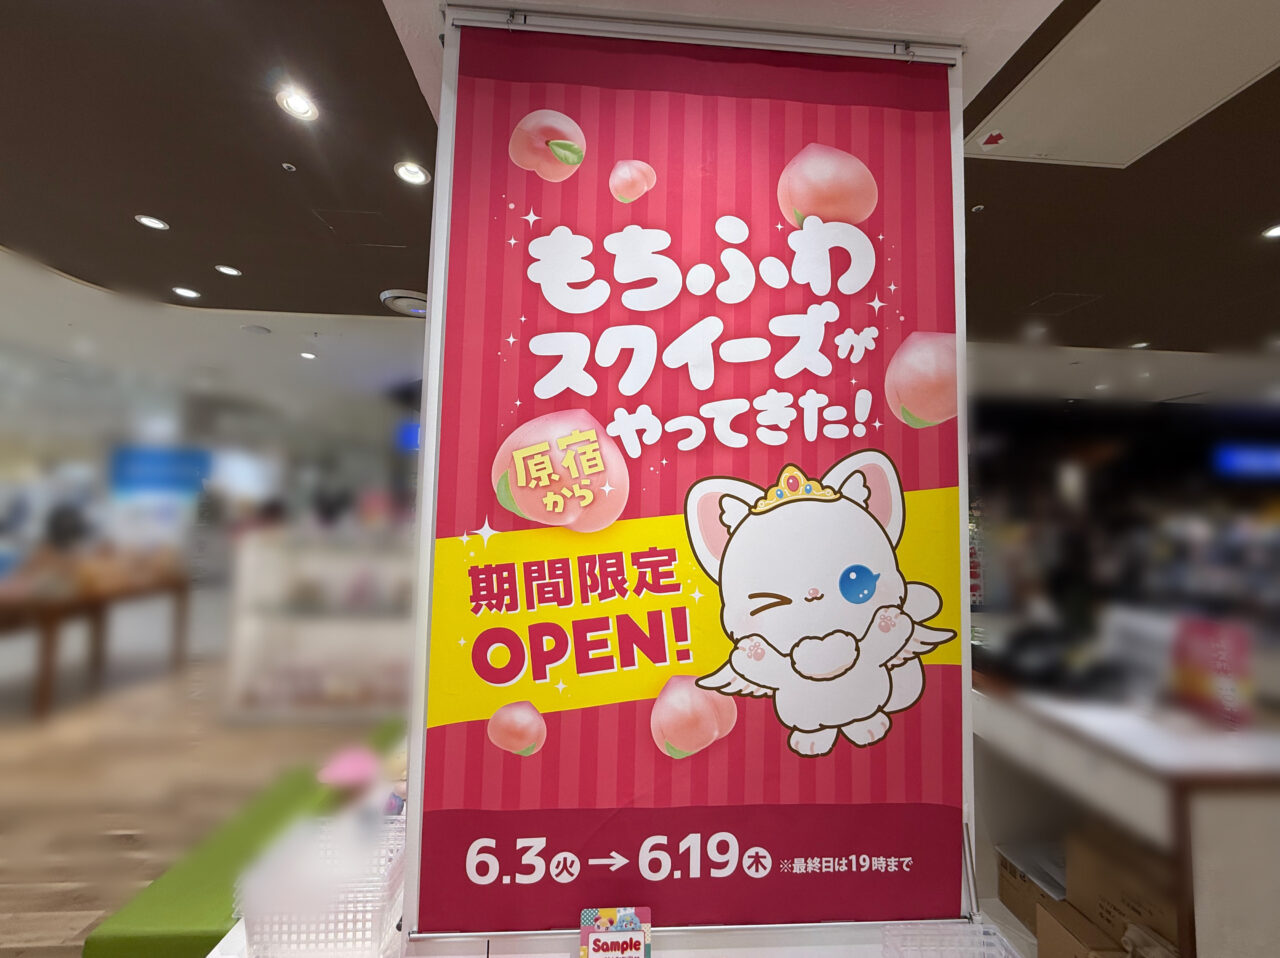 もちふわ
スクイーズが
やってきた!
原宿
から
期間限定
OPEN!
6.3㊋→6.19㊍ ※最終日は19時まで
Sample